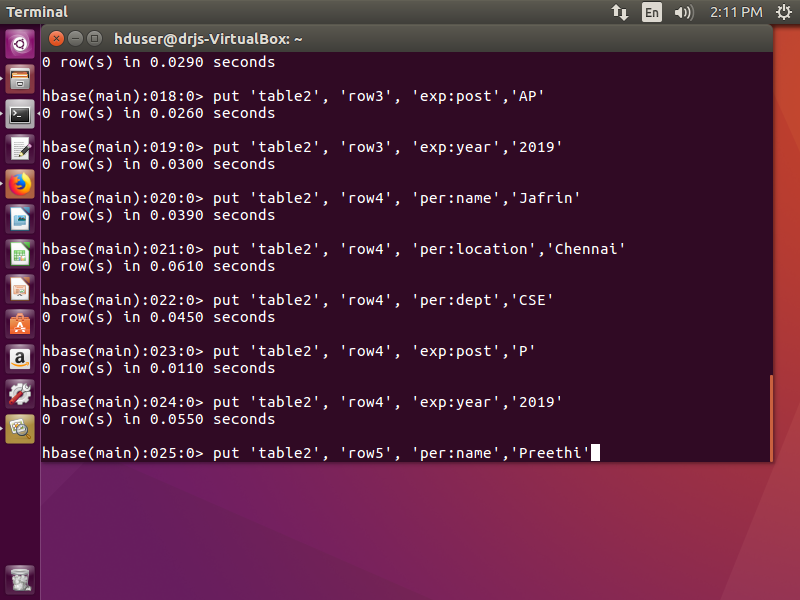 Terminal
En
2:11 PM
hduser@drjs-VirtualBox: ~
0 row(s) in 0.0290 seconds
hbase(main):018:0> put 'table2', 'row3', 'exp:post','AP'
0 row(s) in 0.0260 seconds
hbase(main):019:0> put 'table2', 'row3', 'exp:year','2019'
0 row(s) in 0.0300 seconds
hbase(main):020:0> put 'table2', 'row4', 'per:name','Jafrin'
0 row(s) in 0.0390 seconds
hbase(main):021:0> put 'table2', 'row4', 'per:location','Chennai'
0 row(s) in 0.0610 seconds
hbase(main):022:0> put 'table2', 'row4', 'per:dept','CSE'
0 row(s) in 0.0450 seconds
hbase(main):023:0> put 'table2', 'row4', 'exp:post','P'
0 row(s) in 0.0110 seconds
hbase(main):024:0> put 'table2', 'row4', 'exp:year','2019'
0 row(s) in 0.0550 seconds
hbase(main):025:0> put 'table2', 'row5', 'per:name','Preethi'